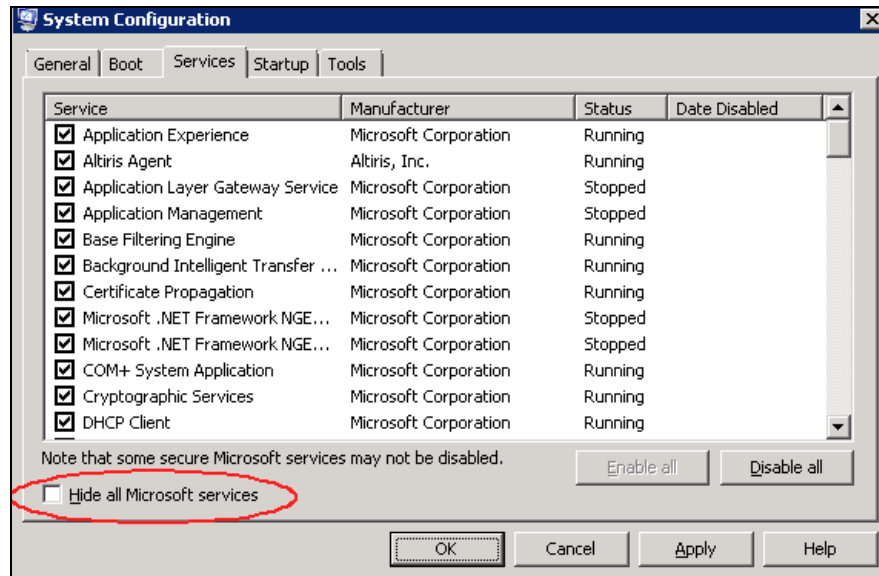 System Configuration
General Boot Services Startup Tools
Service Manufacturer Status Date Disabled
Application Experience Microsoft Corporation Running
Altiris Agent Altiris, Inc. Running
Application Layer Gateway Service Microsoft Corporation Stopped
Application Management Microsoft Corporation Stopped
Base Filtering Engine Microsoft Corporation Running
Background Intelligent Transfer ... Microsoft Corporation Running
Certificate Propagation Microsoft Corporation Running
Microsoft .NET Framework NGE... Microsoft Corporation Stopped
Microsoft .NET Framework NGE... Microsoft Corporation Stopped
COM+ System Application Microsoft Corporation Running
Cryptographic Services Microsoft Corporation Running
DHCP Client Microsoft Corporation Running
Note that some secure Microsoft services may not be disabled.
Enable all Disable all
Hide all Microsoft services
OK Cancel Apply Help